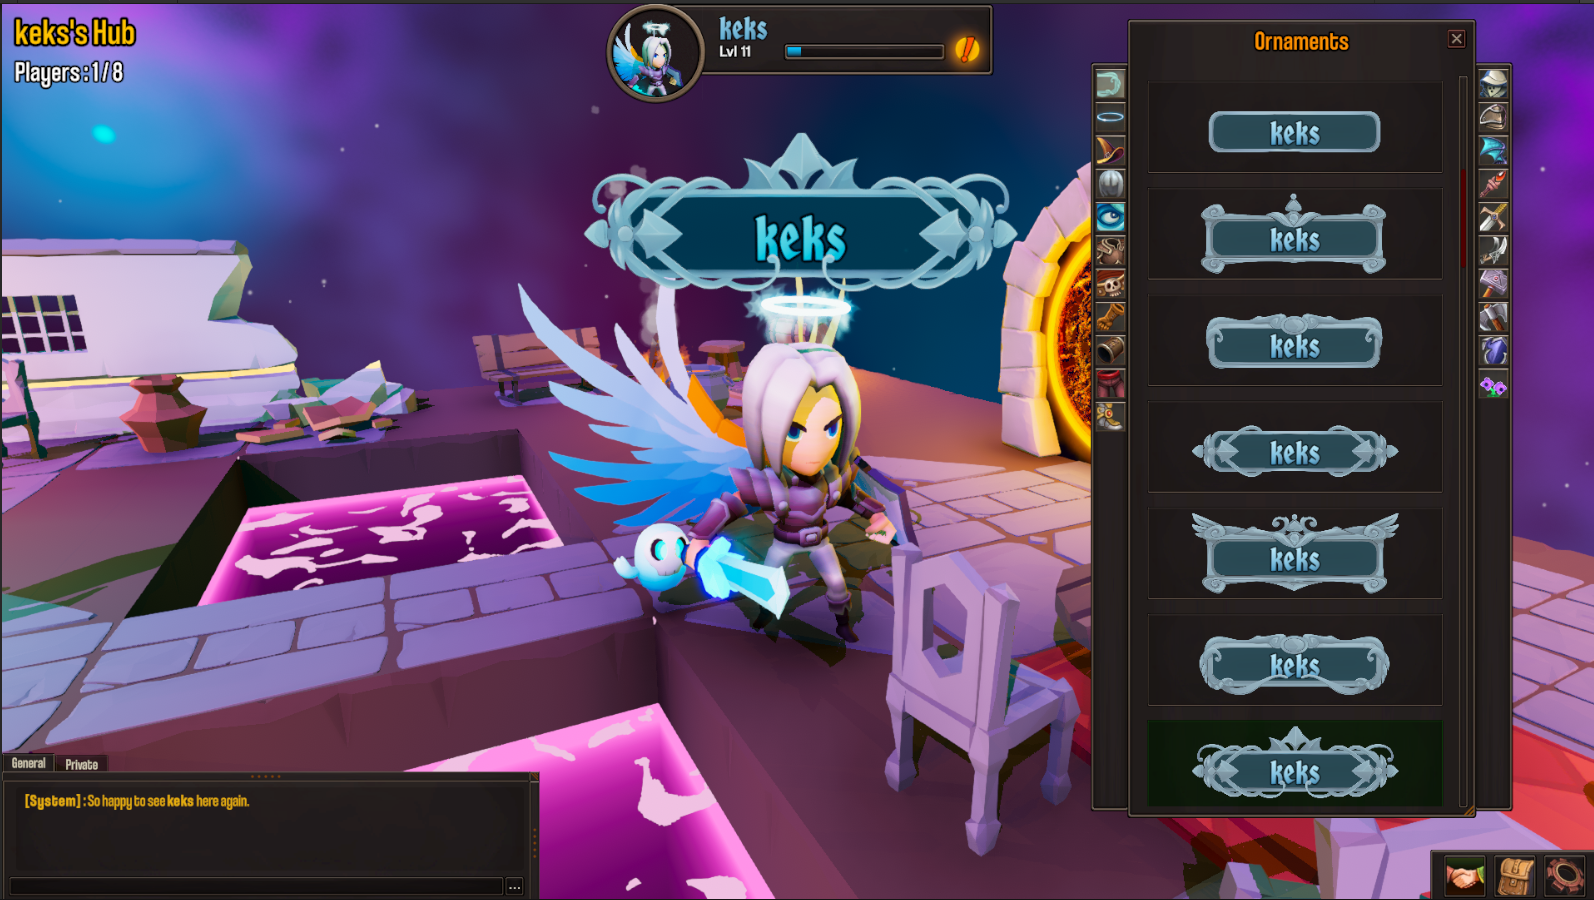 keks's Hub
Players : 1 / 8
keks
Lvl 11
keks
Ornaments
keks
keks
keks
keks
keks
keks
keks
General
Private
[System] : So happy to see keks here again.
...